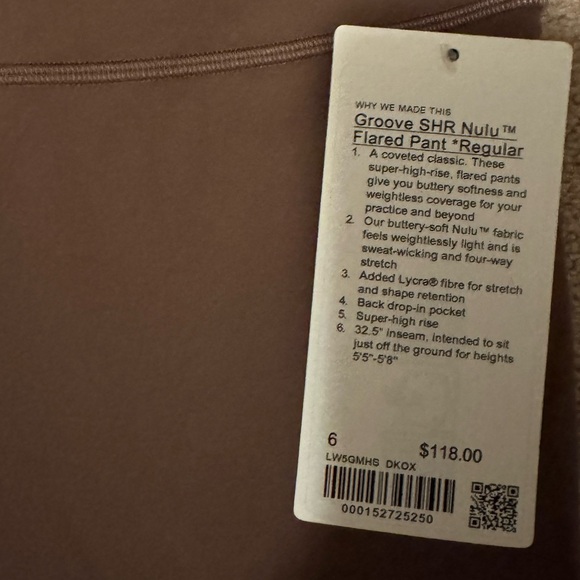 WHY WE MADE THIS
Groove SHR Nulu™
Flared Pant *Regular
1. A coveted classic. These
super-high-rise, flared pants
give you buttery softness and
weightless coverage for your
practice and beyond
2. Our buttery-soft Nulu™ fabric
feels weightlessly light and is
sweat-wicking and four-way
stretch
3. Added Lycra® fibre for stretch
and shape retention
4. Back drop-in pocket
5. Super-high rise
6. 32.5" inseam, intended to sit
just off the ground for heights
5'5"-5'8"
6 $118.00
LW5GMHS DKOX
000152725250